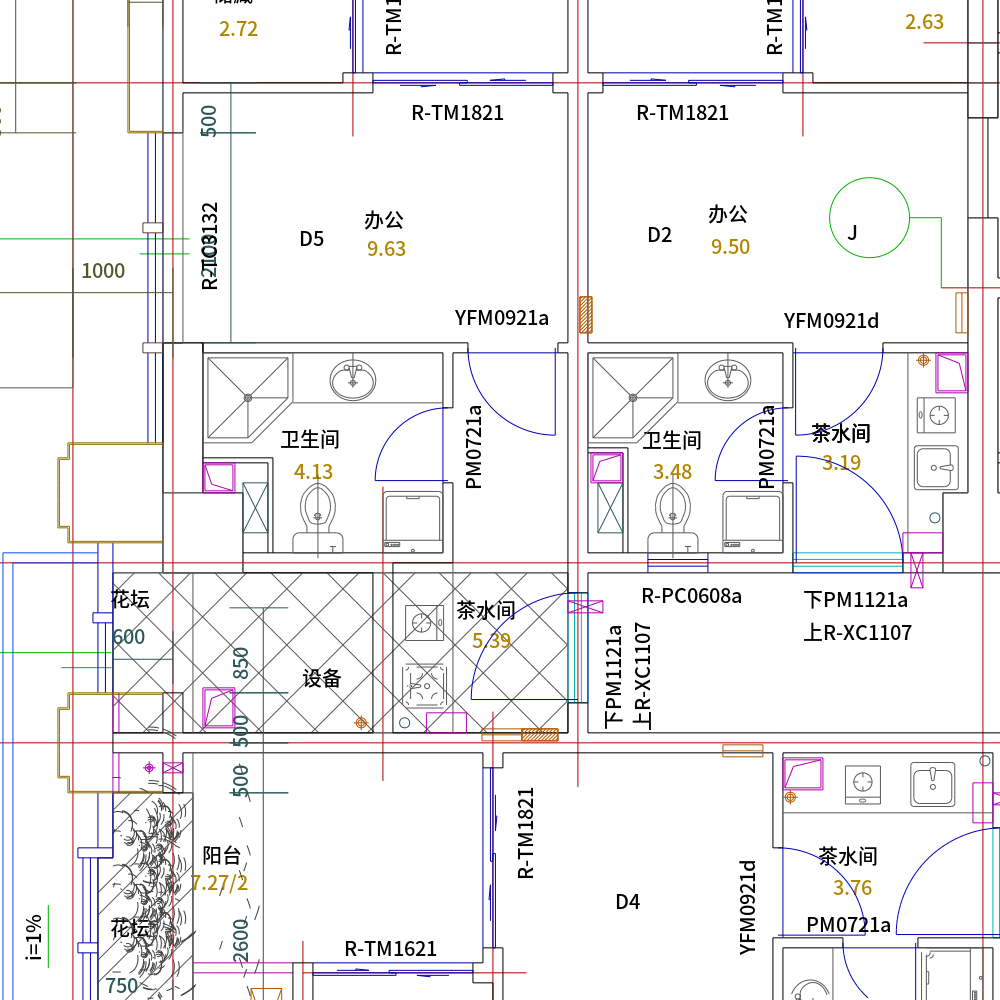 2.72
2.63
R-TM1821
R-TM1821
500
办公
9.63
D5
办公
9.50
D2
J
1000
YFM0921a
YFM0921d
卫生间
4.13
PM0721a
卫生间
3.48
PM0721a
茶水间
3.19
花坛
600
茶水间
5.39
R-PC0608a
下PM1121a
上R-XC1107
下PM1121a
上R-XC1107
850
设备
500
500
R-TM1821
阳台
7.27/2
D4
YFM0921d
茶水间
3.76
PM0721a
花坛
i=1%
2600
R-TM1621
750